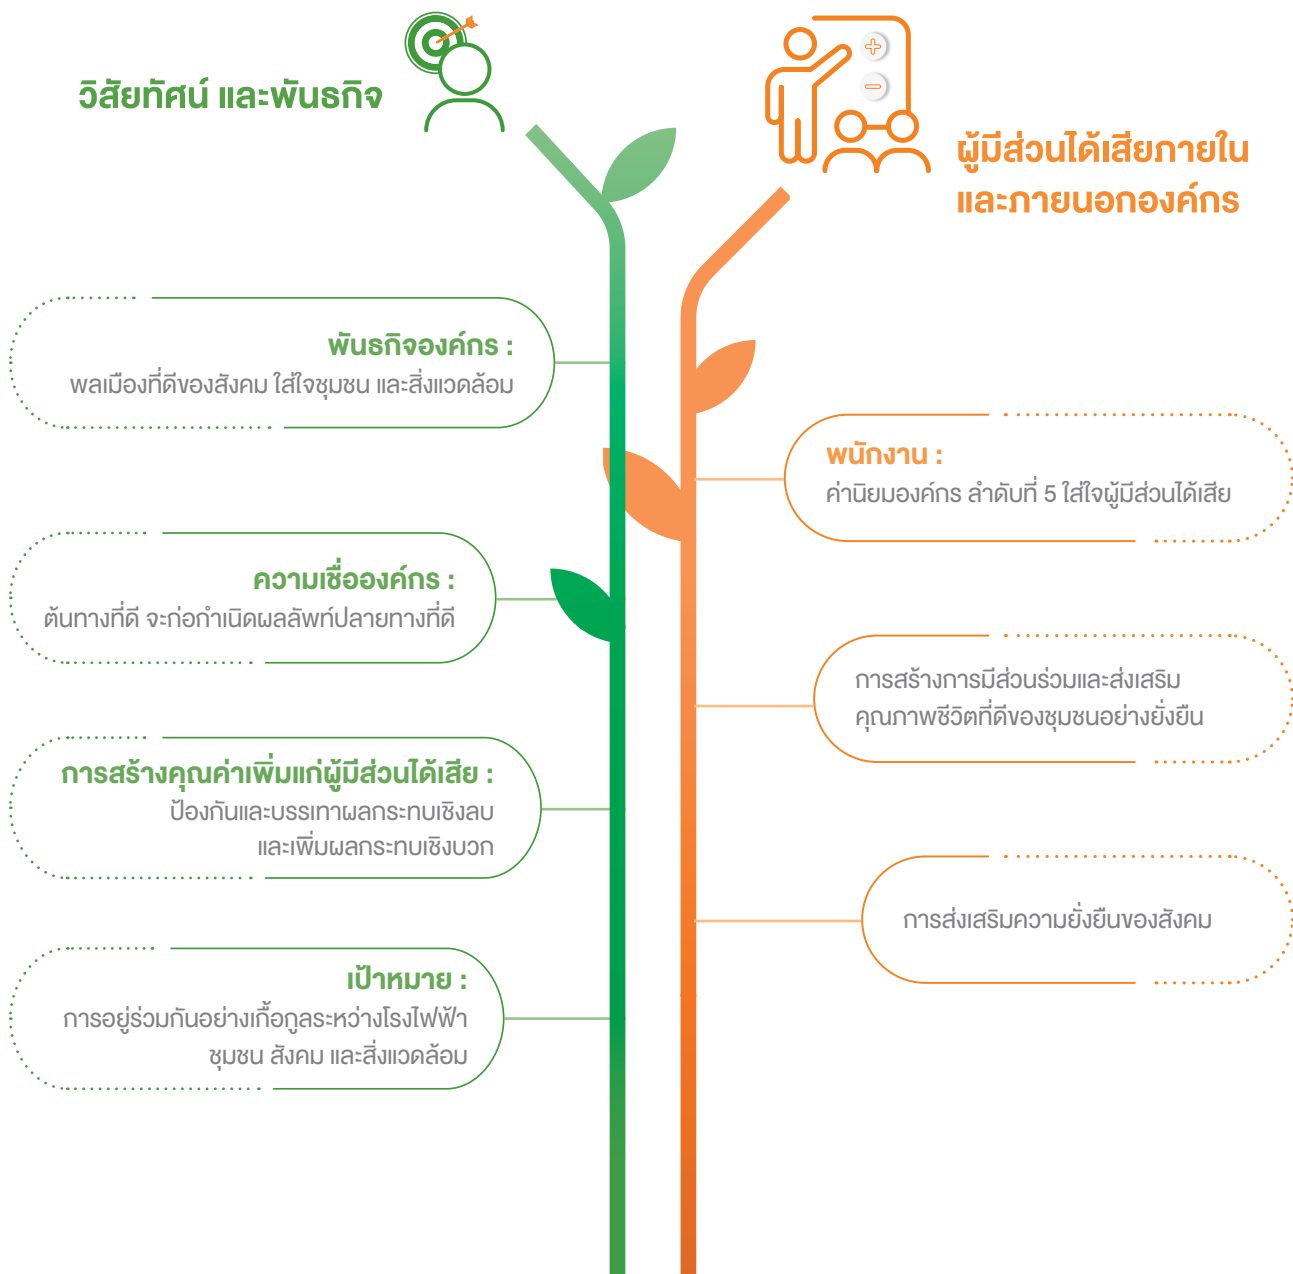 วิสัยทัศน์ และพันธกิจ
พันธกิจองค์กร :
พลเมืองที่ดีของสังคม ใส่ใจชุมชน และสิ่งแวดล้อม
ความเชื่อองค์กร :
ต้นทางที่ดี จะก่อกำเนิดผลลัพท์ปลายทางที่ดี
การสร้างคุณค่าเพิ่มแก่ผู้มีส่วนได้เสีย :
ป้องกันและบรรเทาผลกระทบเชิงลบ
และเพิ่มผลกระทบเชิงบวก
เป้าหมาย :
การอยู่ร่วมกันอย่างเกื้อกูลระหว่างโรงไฟฟ้า
ชุมชน สังคม และสิ่งแวดล้อม
ผู้มีส่วนได้เสียภายใน
และภายนอกองค์กร
พนักงาน :
ค่านิยมองค์กร ลำดับที่ 5 ใส่ใจผู้มีส่วนได้เสีย
การสร้างการมีส่วนร่วมและส่งเสริม
คุณภาพชีวิตที่ดีของชุมชนอย่างยั่งยืน
การส่งเสริมความยั่งยืนของสังคม